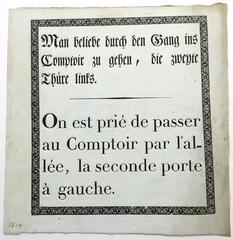 Man beliebe durch den Gang ins
Comptoir zu gehen, die zweyte
Thüre links.
On est prié de passer
au Comptoir par l'al-
lée, la seconde porte
à gauche.